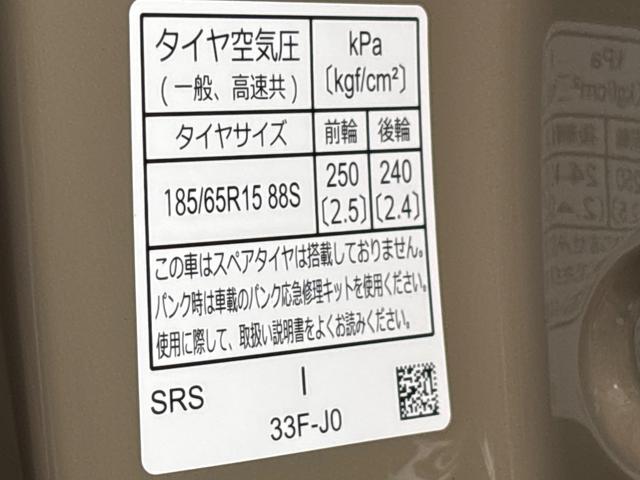 タイヤ空気圧
(一般、高速共)
kPa
〔kgf/cm²〕
タイヤサイズ 前輪 後輪
185/65R15 88S 250 240
〔2.5〕 〔2.4〕
この車はスペアタイヤは搭載しておりません。
パンク時は車載のパンク応急修理キットを使用ください。
使用に際して、取扱い説明書をよくお読みください。
SRS I
33F-J0